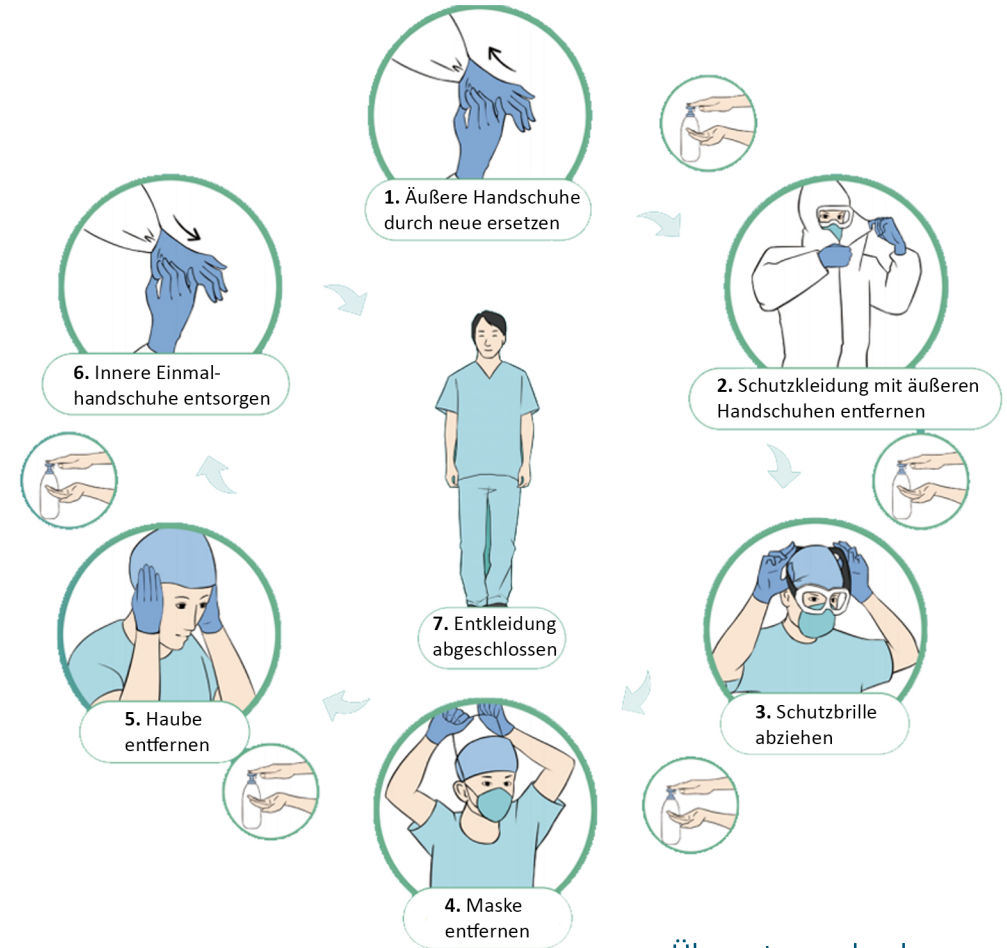 1. Äußere Handschuhe
durch neue ersetzen
2. Schutzkleidung mit äußeren
Handschuhen entfernen
3. Schutzbrille
abziehen
4. Maske
entfernen
5. Haube
entfernen
6. Innere Einmal-
handschuhe entsorgen
7. Entkleidung
abgeschlossen